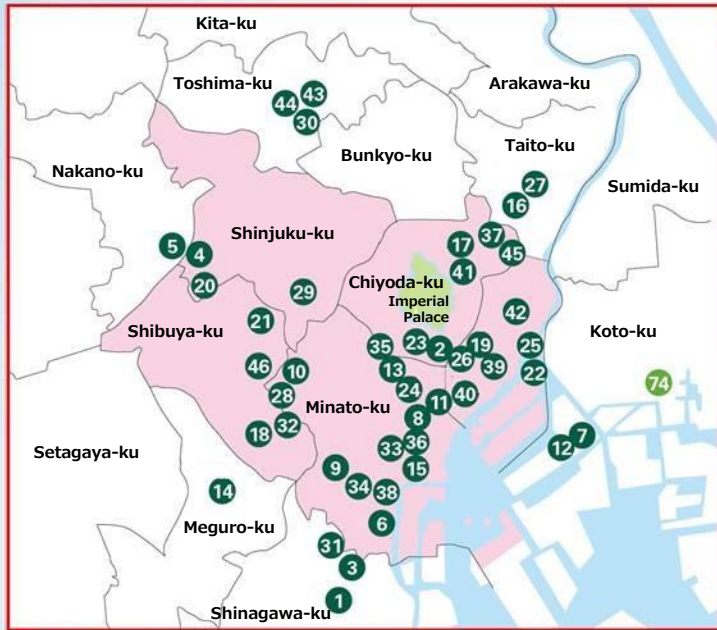 Kita-ku
Toshima-ku
43
44
30
Arakawa-ku
Nakano-ku
Bunkyo-ku
Taito-ku
27
16
Sumida-ku
5
4
Shinjuku-ku
17
37
45
20
29
Chiyoda-ku
41
Imperial
Palace
21
42
Shibuya-ku
Koto-ku
35
23
2
19
26
25
46
10
13
39
22
74
28
24
40
Minato-ku
11
8
18
32
7
12
Setagaya-ku
33
36
9
15
14
34
38
Meguro-ku
6
31
3
1
Shinagawa-ku